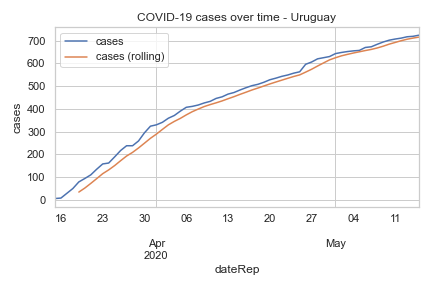 COVID-19 cases over time - Uruguay
cases
cases (rolling)
cases
700
600
500
400
300
200
100
0
16 23 30 06 13 20 27 04 11
Apr May
2020
dateRep